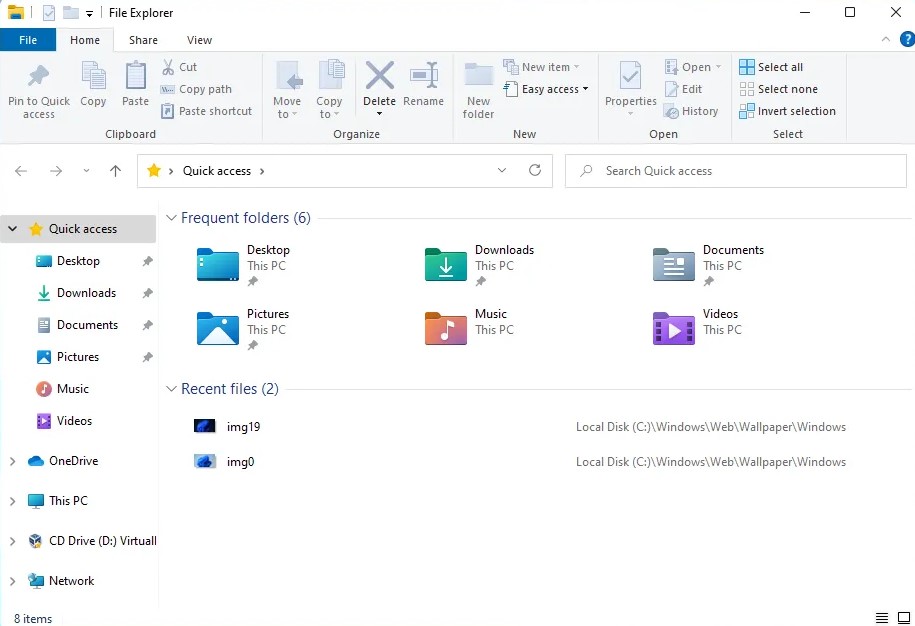 File Explorer
File Home Share View
Pin to Quick access
Copy
Paste
Cut
Copy path
Paste shortcut
Clipboard
Move to
Copy to
Delete
Rename
Organize
New folder
New item
Easy access
New
Properties
Open
Edit
History
Open
Select all
Select none
Invert selection
Select
Quick access
Search Quick access
Quick access
Desktop
Downloads
Documents
Pictures
Music
Videos
OneDrive
This PC
CD Drive (D:) Virtuall
Network
Frequent folders (6)
Desktop
This PC
Downloads
This PC
Documents
This PC
Pictures
This PC
Music
This PC
Videos
This PC
Recent files (2)
img19 Local Disk (C:)\Windows\Web\Wallpaper\Windows
img0 Local Disk (C:)\Windows\Web\Wallpaper\Windows
8 items